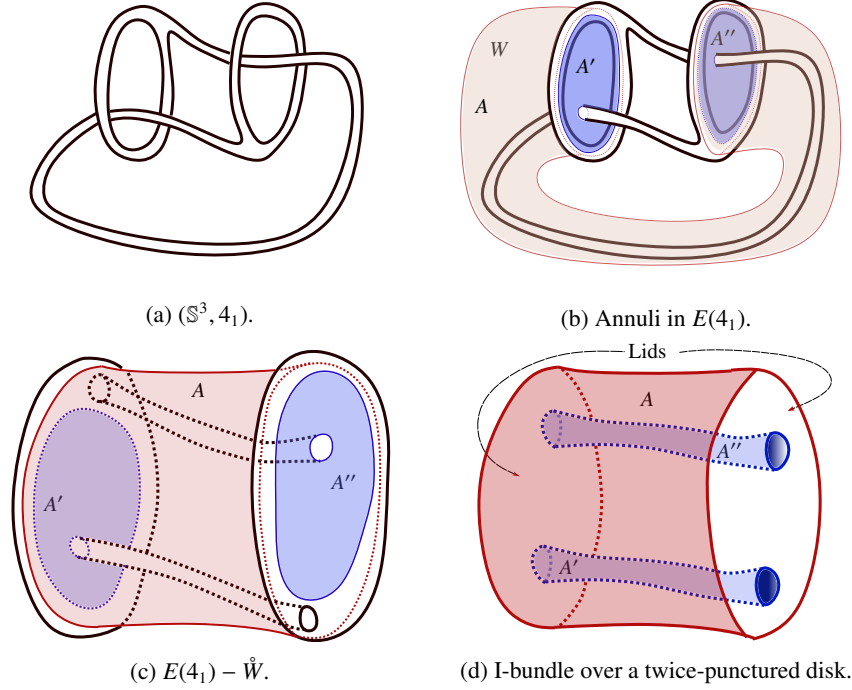 W
A
A′
A″
(a) (𝕊³, 4₁).
(b) Annuli in E(4₁).
A
A′
A″
(c) E(4₁) − W̊.
Lids
A
A″
A′
(d) I-bundle over a twice-punctured disk.